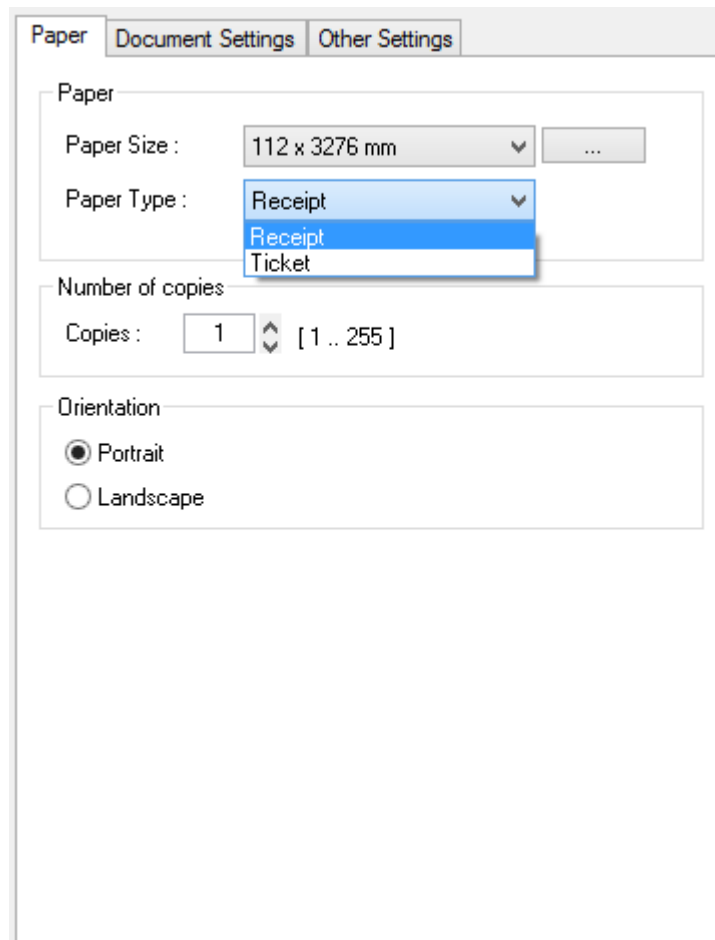 Paper Document Settings Other Settings
Paper
Paper Size : 112 x 3276 mm ...
Paper Type : Receipt
Receipt
Ticket
Number of copies
Copies : 1 [ 1 .. 255 ]
Orientation
Portrait
Landscape